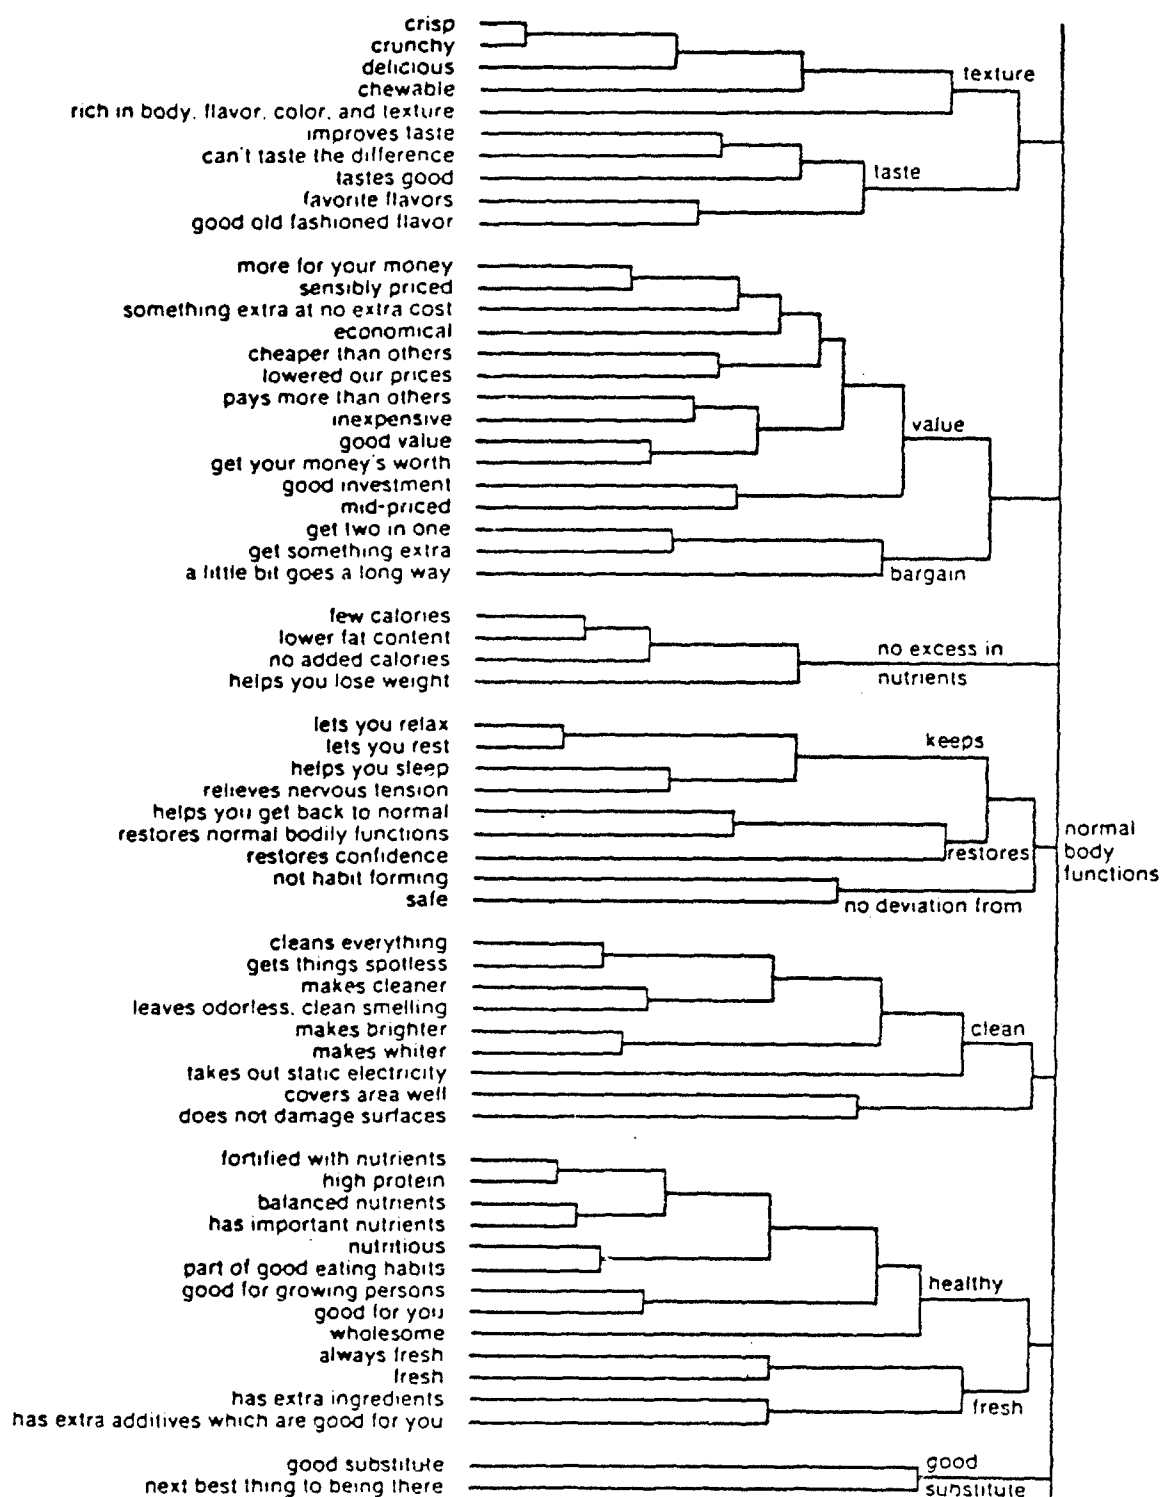 crisp
crunchy
delicious
chewable
rich in body, flavor, color, and texture
improves taste
can't taste the difference
tastes good
favorite flavors
good old fashioned flavor
texture
taste
more for your money
sensibly priced
something extra at no extra cost
economical
cheaper than others
lowered our prices
pays more than others
inexpensive
good value
get your money's worth
good investment
mid-priced
get two in one
get something extra
a little bit goes a long way
value
bargain
few calories
lower fat content
no added calories
helps you lose weight
no excess in
nutrients
lets you relax
lets you rest
helps you sleep
relieves nervous tension
helps you get back to normal
restores normal bodily functions
restores confidence
not habit forming
safe
keeps
restores
no deviation from
normal
body
functions
cleans everything
gets things spotless
makes cleaner
leaves odorless, clean smelling
makes brighter
makes whiter
takes out static electricity
covers area well
does not damage surfaces
clean
fortified with nutrients
high protein
balanced nutrients
has important nutrients
nutritious
part of good eating habits
good for growing persons
good for you
wholesome
always fresh
fresh
has extra ingredients
has extra additives which are good for you
healthy
fresh
good substitute
next best thing to being there
good
substitute